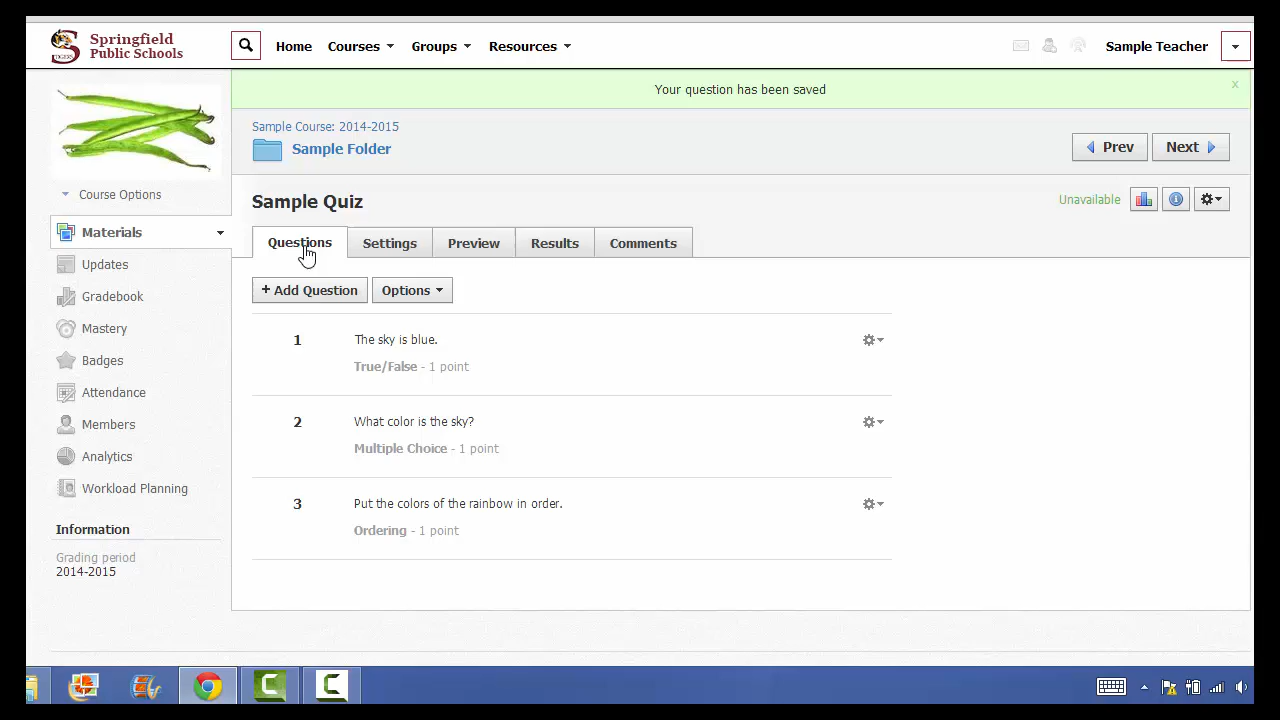 Springfield
Public Schools
Home Courses Groups Resources
Sample Teacher
Your question has been saved
x
Sample Course: 2014-2015
Sample Folder
Prev Next
Course Options
Sample Quiz
Unavailable
Materials
Questions Settings Preview Results Comments
Updates
+ Add Question Options
Gradebook
Mastery
Badges
Attendance
Members
Analytics
Workload Planning
1 The sky is blue.
True/False - 1 point
2 What color is the sky?
Multiple Choice - 1 point
3 Put the colors of the rainbow in order.
Ordering - 1 point
Information
Grading period
2014-2015